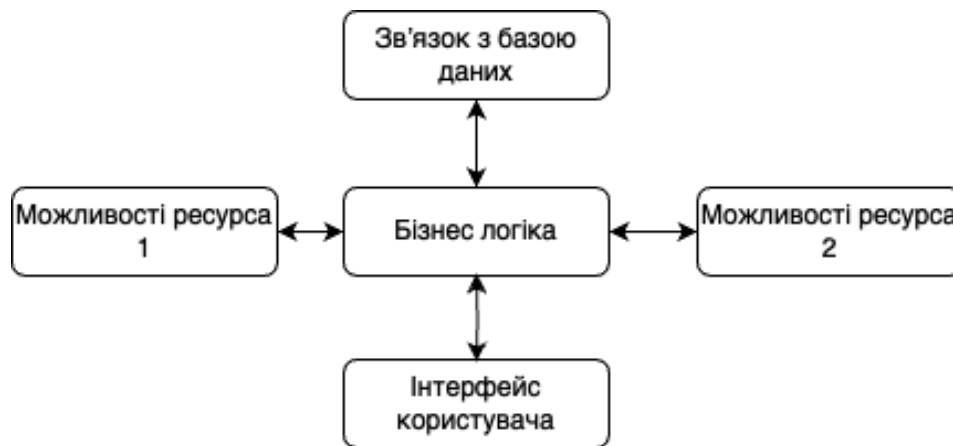 Зв'язок з базою
даних
Можливості ресурса
1
Бізнес логіка
Можливості ресурса
2
Інтерфейс
користувача